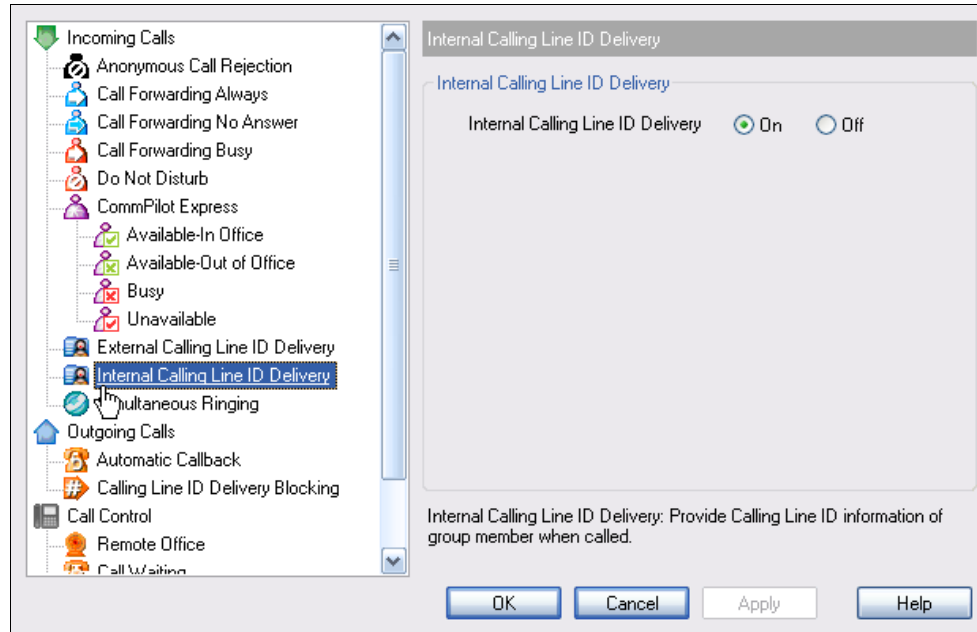 Incoming Calls
Anonymous Call Rejection
Call Forwarding Always
Call Forwarding No Answer
Call Forwarding Busy
Do Not Disturb
CommPilot Express
Available-In Office
Available-Out of Office
Busy
Unavailable
External Calling Line ID Delivery
Internal Calling Line ID Delivery
multaneous Ringing
Outgoing Calls
Automatic Callback
Calling Line ID Delivery Blocking
Call Control
Remote Office
Call Waiting
Internal Calling Line ID Delivery
Internal Calling Line ID Delivery
Internal Calling Line ID Delivery On Off
Internal Calling Line ID Delivery: Provide Calling Line ID information of
group member when called.
OK Cancel Apply Help